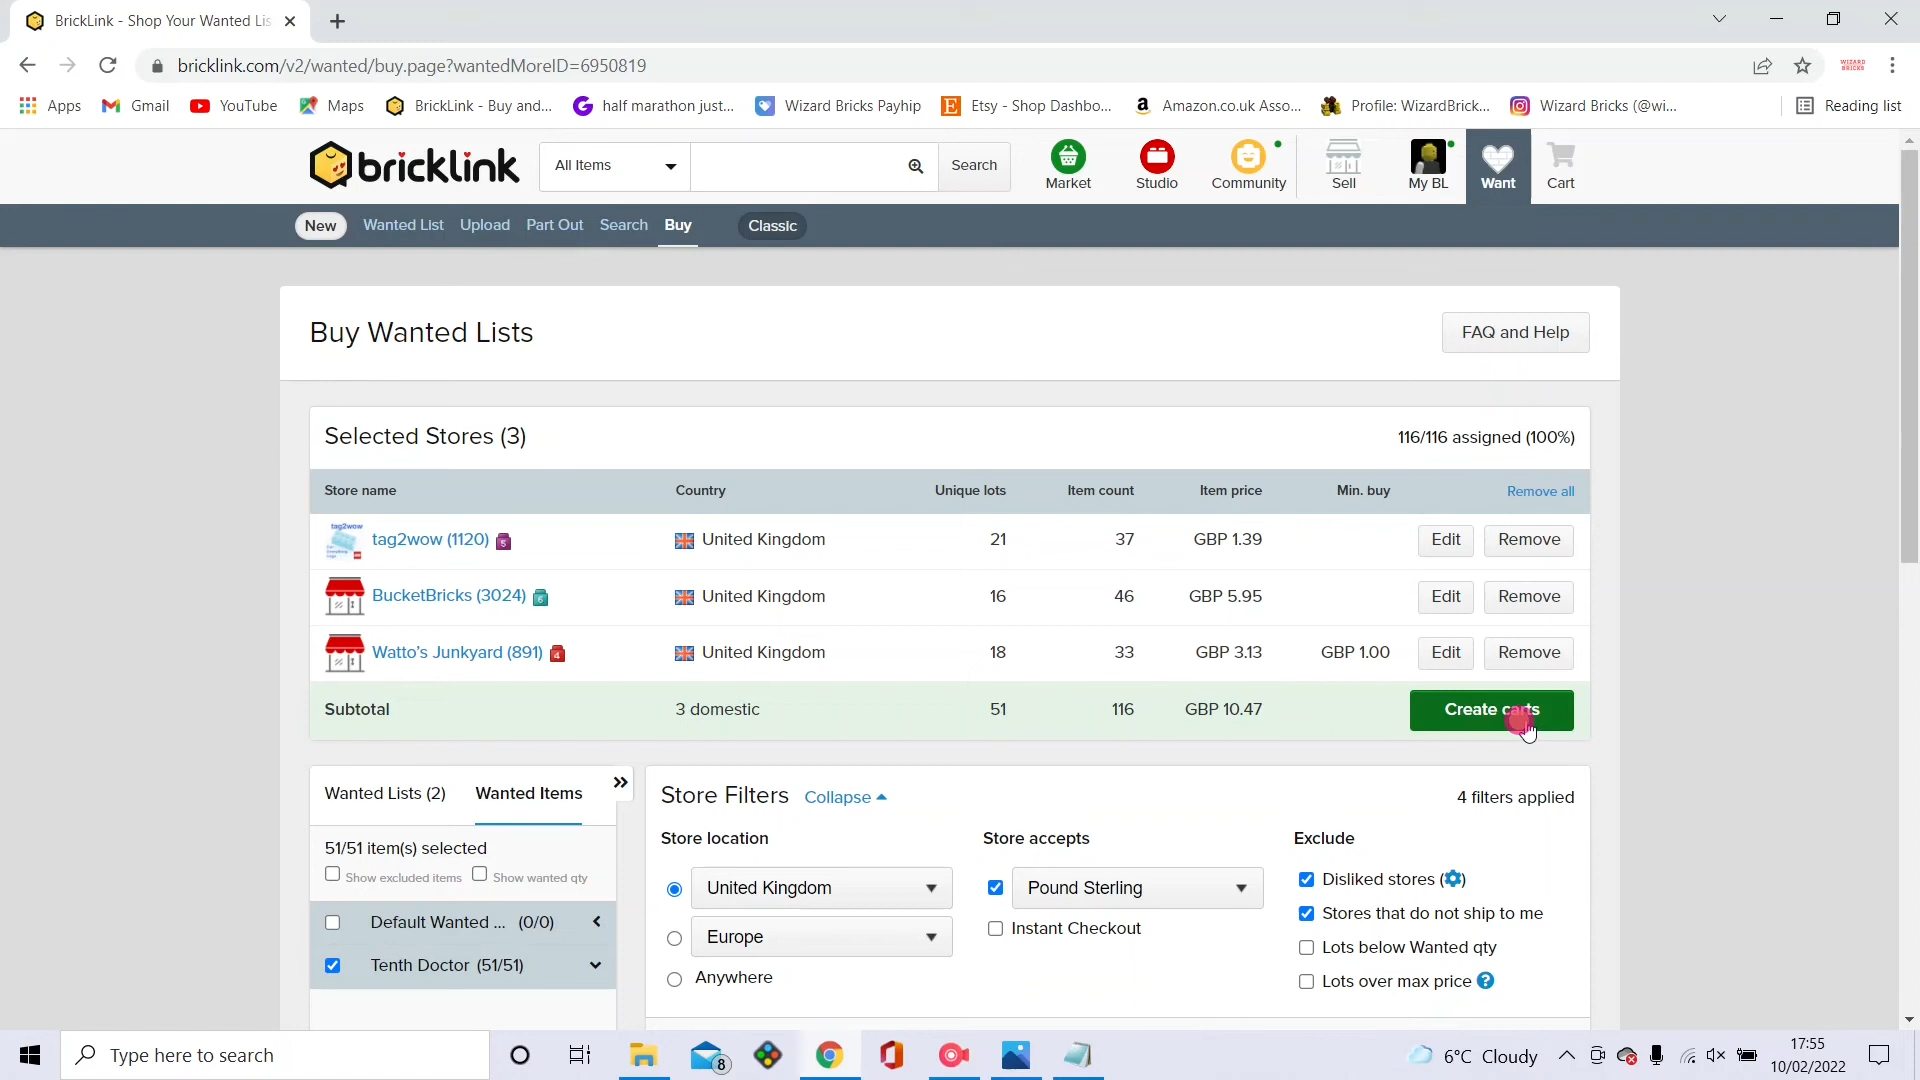 BrickLink - Shop Your Wanted Lis
bricklink.com/v2/wanted/buy.page?wantedMoreID=6950819
WIZARD BRICKS
Apps Gmail YouTube Maps BrickLink - Buy and... half marathon just... Wizard Bricks Payhip Etsy - Shop Dashbo... Amazon.co.uk Asso... Profile: WizardBrick... Wizard Bricks (@wi... Reading list
bricklink All Items Search Market Studio Community Sell My BL Want Cart
New Wanted List Upload Part Out Search Buy Classic
Buy Wanted Lists FAQ and Help
Selected Stores (3) 116/116 assigned (100%)
Store name Country Unique lots Item count Item price Min. buy Remove all
tag2wow (1120) 5 United Kingdom 21 37 GBP 1.39 Edit Remove
BucketBricks (3024) 6 United Kingdom 16 46 GBP 5.95 Edit Remove
Watto's Junkyard (891) 4 United Kingdom 18 33 GBP 3.13 GBP 1.00 Edit Remove
Subtotal 3 domestic 51 116 GBP 10.47 Create carts
Wanted Lists (2) Wanted Items
51/51 item(s) selected
Show excluded items Show wanted qty
Default Wanted ... (0/0)
Tenth Doctor (51/51)
Store Filters Collapse 4 filters applied
Store location Store accepts Exclude
United Kingdom Pound Sterling Disliked stores
Stores that do not ship to me
Europe Instant Checkout Lots below Wanted qty
Anywhere Lots over max price ?
Type here to search 8 6°C Cloudy 17:55
10/02/2022